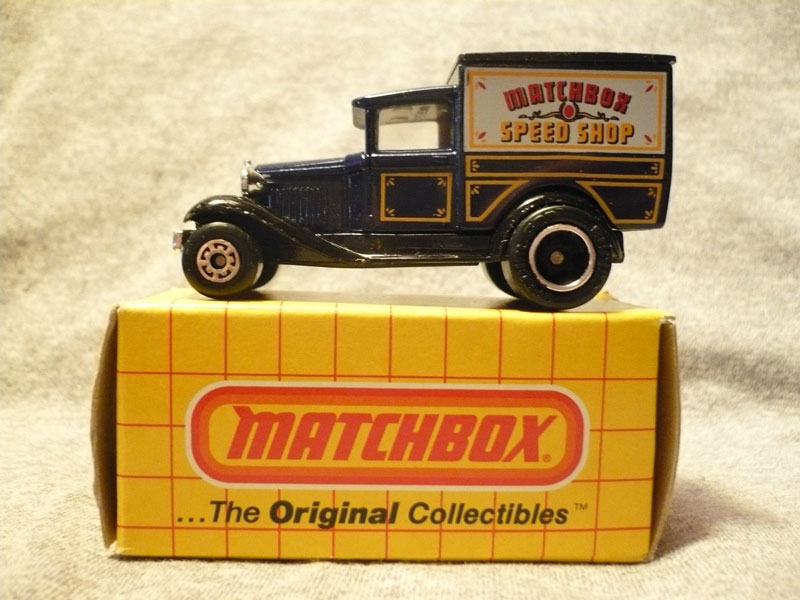 MATCHBOX
SPEED SHOP
MATCHBOX®
...The Original Collectibles™